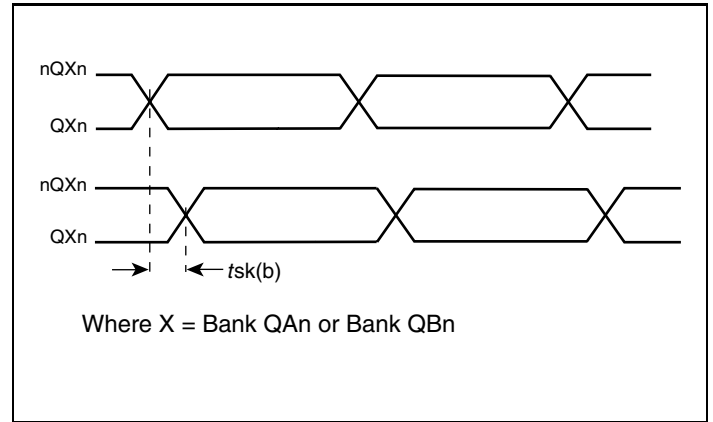 nQXn
QXn
nQXn
QXn
tsk(b)
Where X = Bank QAn or Bank QBn